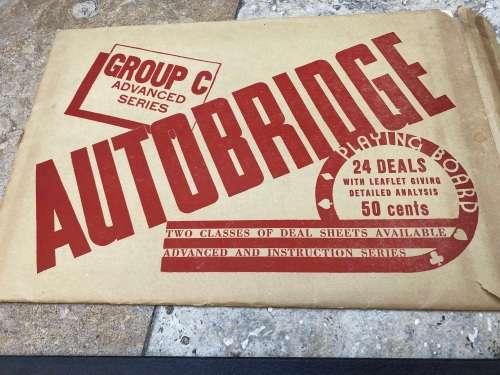 GROUP C
ADVANCED
SERIES
AUTOBRIDGE
PLAYING BOARD
24 DEALS
WITH LEAFLET GIVING
DETAILED ANALYSIS
50 cents
TWO CLASSES OF DEAL SHEETS AVAILABLE
ADVANCED AND INSTRUCTION SERIES